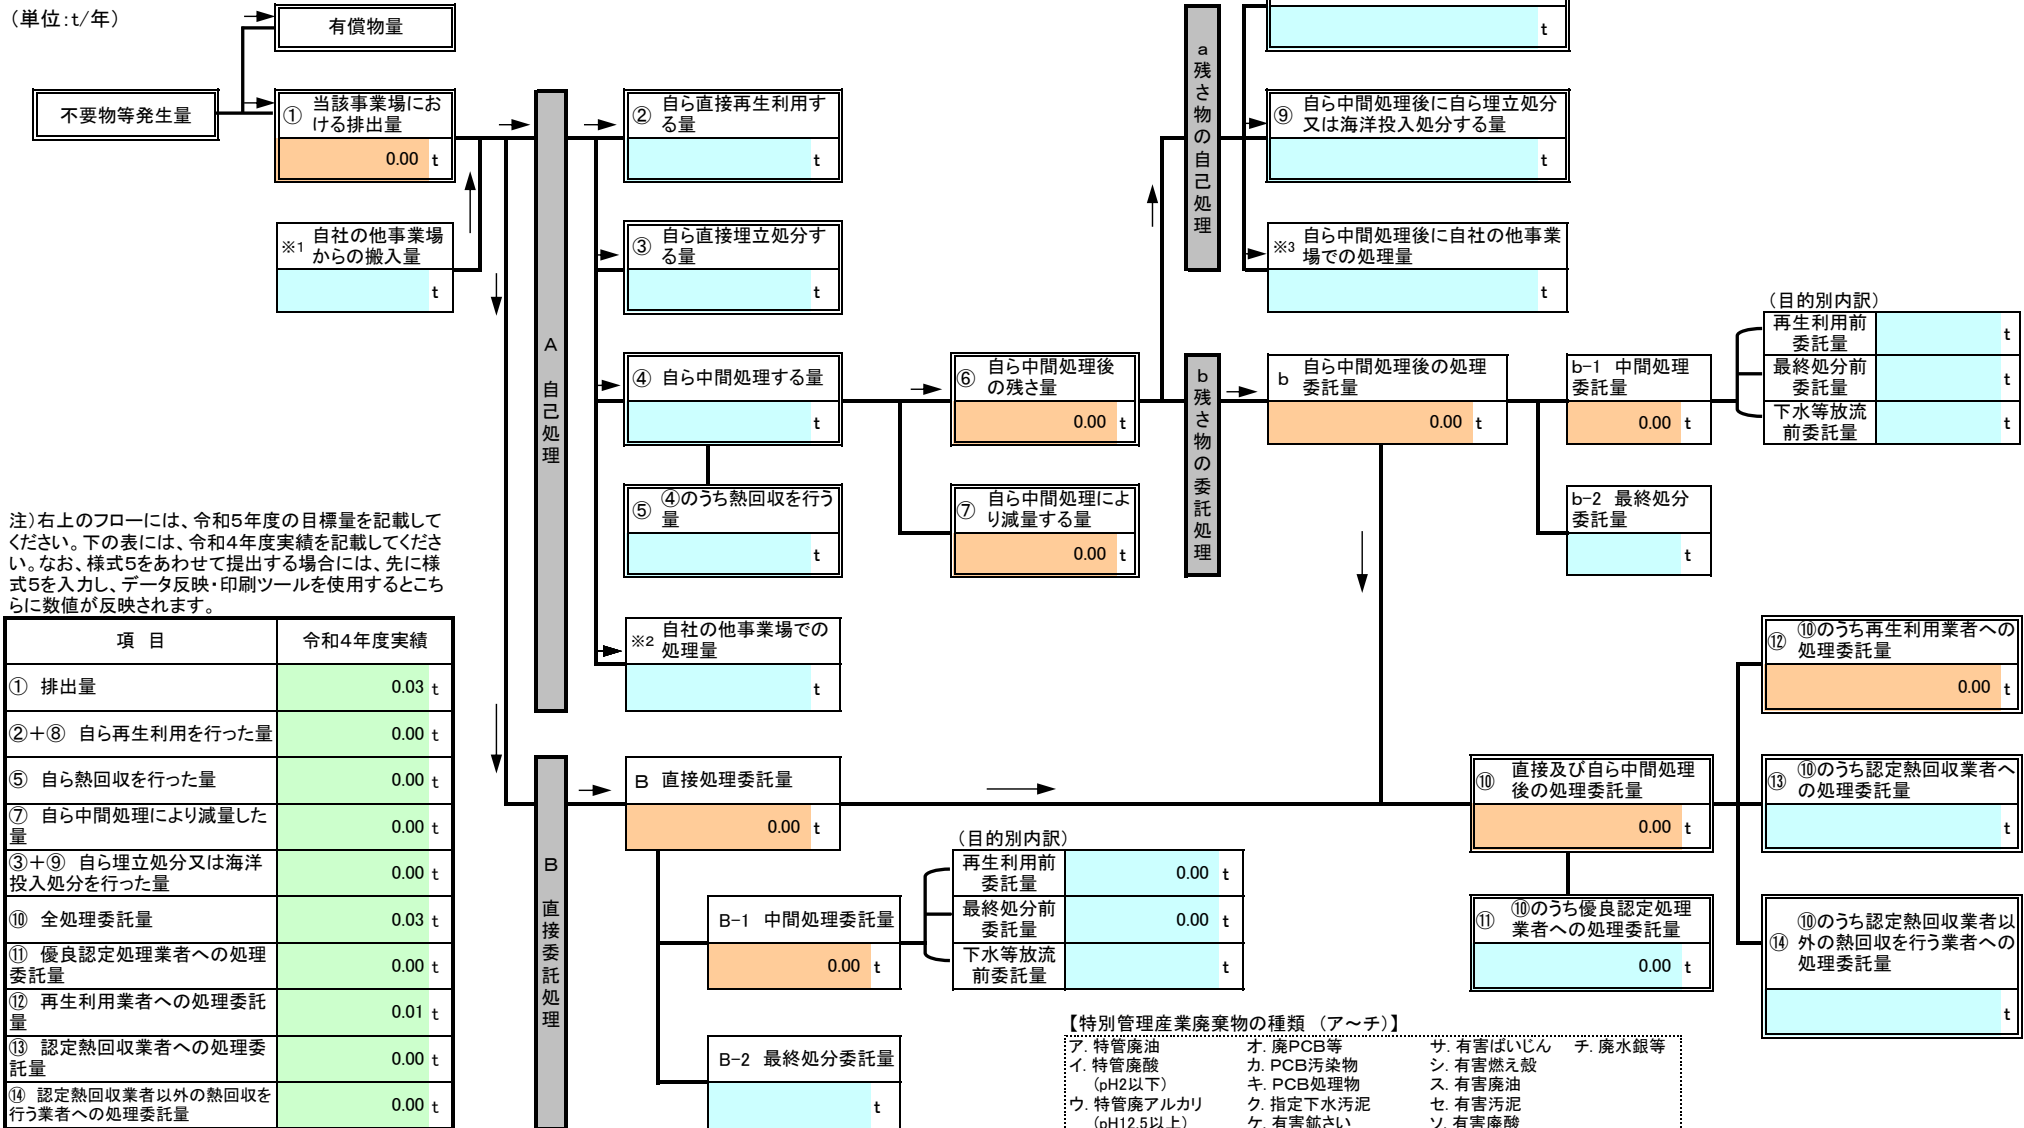 （単位：t/年）
有償物量
不要物等発生量
① 当該事業場にお
ける排出量
0.00 t
※1 自社の他事業場
からの搬入量
t
A 自己処理
② 自ら直接再生利用す
る量
t
③ 自ら直接埋立処分す
る量
t
④ 自ら中間処理する量
t
⑤ ④のうち熱回収を行う
量
t
※2 自社の他事業場での
処理量
t
⑥ 自ら中間処理後
の残さ量
0.00 t
⑦ 自ら中間処理によ
り減量する量
0.00 t
a 残さ物の自己処理
t
⑨ 自ら中間処理後に自ら埋立処分
又は海洋投入処分する量
t
※3 自ら中間処理後に自社の他事業
場での処理量
t
b 残さ物の委託処理
b 自ら中間処理後の処理
委託量
0.00 t
b-1 中間処理
委託量
0.00 t
b-2 最終処分
委託量
t
（目的別内訳）
再生利用前
委託量
t
最終処分前
委託量
t
下水等放流
前委託量
t
注）右上のフローには、令和5年度の目標量を記載して
ください。下の表には、令和4年度実績を記載してくださ
い。なお、様式5をあわせて提出する場合には、先に様
式5を入力し、データ反映・印刷ツールを使用するとこち
らに数値が反映されます。
項 目 令和4年度実績
① 排出量 0.03 t
②＋⑧ 自ら再生利用を行った量 0.00 t
⑤ 自ら熱回収を行った量 0.00 t
⑦ 自ら中間処理により減量した
量 0.00 t
③＋⑨ 自ら埋立処分又は海洋
投入処分を行った量 0.00 t
⑩ 全処理委託量 0.03 t
⑪ 優良認定処理業者への処理
委託量 0.00 t
⑫ 再生利用業者への処理委託
量 0.01 t
⑬ 認定熱回収業者への処理委
託量 0.00 t
⑭ 認定熱回収業者以外の熱回収を
行う業者への処理委託量 0.00 t
B 直接委託処理
B 直接処理委託量
0.00 t
B-1 中間処理委託量
0.00 t
B-2 最終処分委託量
t
（目的別内訳）
再生利用前
委託量
0.00 t
最終処分前
委託量
0.00 t
下水等放流
前委託量
t
⑩ 直接及び自ら中間処理
後の処理委託量
0.00 t
⑪ ⑩のうち優良認定処理
業者への処理委託量
0.00 t
⑫ ⑩のうち再生利用業者への
処理委託量
0.00 t
⑬ ⑩のうち認定熱回収業者へ
の処理委託量
t
⑭ ⑩のうち認定熱回収業者以
外の熱回収を行う業者への
処理委託量
t
【特別管理産業廃棄物の種類 （ア～チ）】
ア. 特管廃油 オ. 廃PCB等 サ. 有害ばいじん チ. 廃水銀等
イ. 特管廃酸 カ. PCB汚染物 シ. 有害燃え殻
（pH2以下） キ. PCB処理物 ス. 有害廃油
ウ. 特管廃アルカリ ク. 指定下水汚泥 セ. 有害汚泥
（pH12.5以上） ケ. 有害鉱さい ソ. 有害廃酸